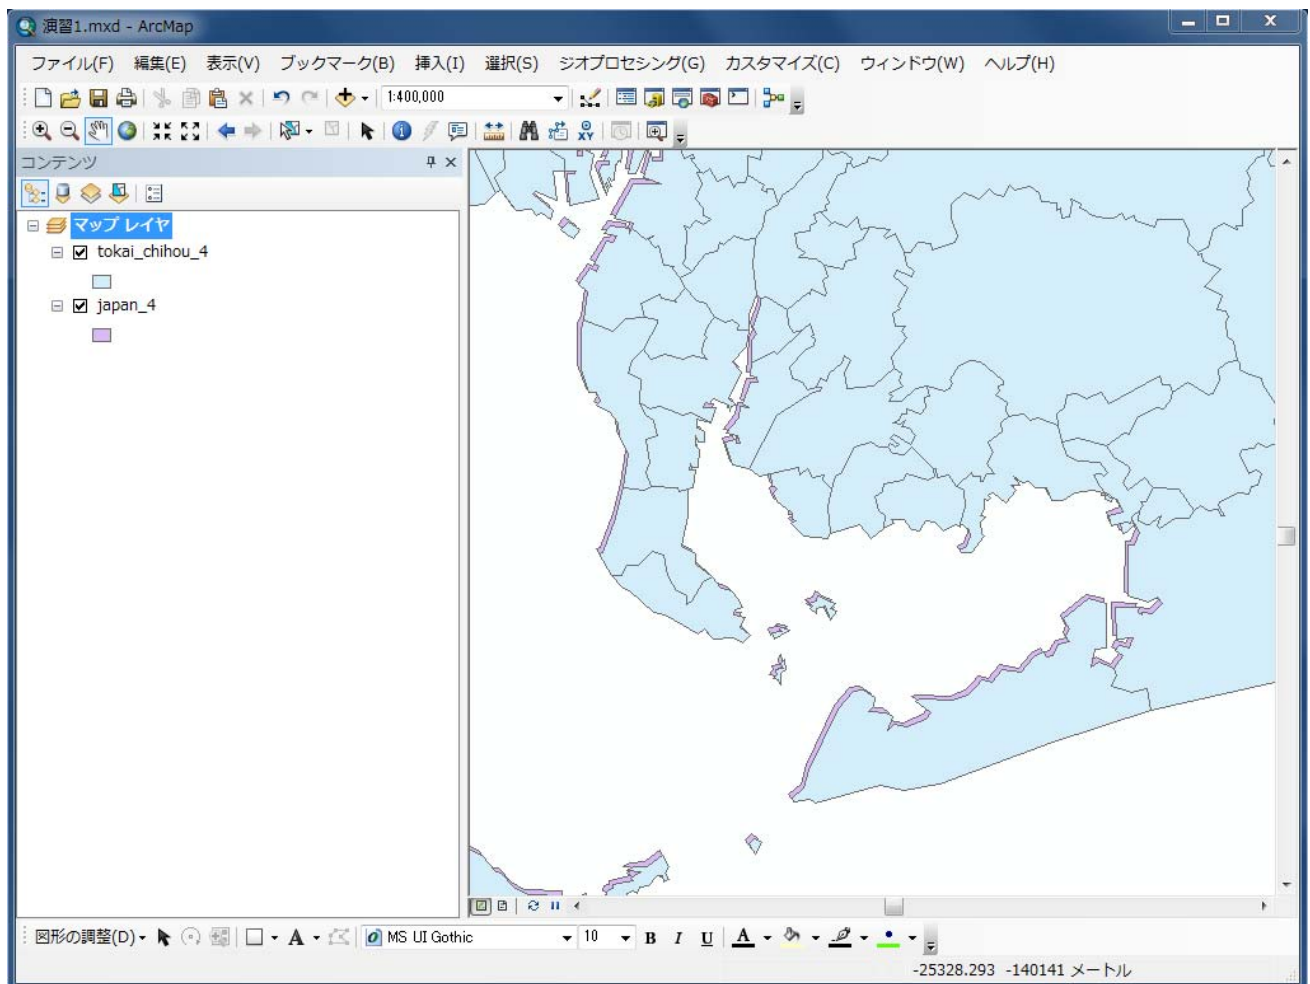 演習1.mxd - ArcMap
ファイル(F) 編集(E) 表示(V) ブックマーク(B) 挿入(I) 選択(S) ジオプロセシング(G) カスタマイズ(C) ウィンドウ(W) ヘルプ(H)
1:400,000
コンテンツ
マップ レイヤ
tokai_chihou_4
japan_4
図形の調整(D) A MS UI Gothic 10 B I U A
-25328.293 -140141 メートル